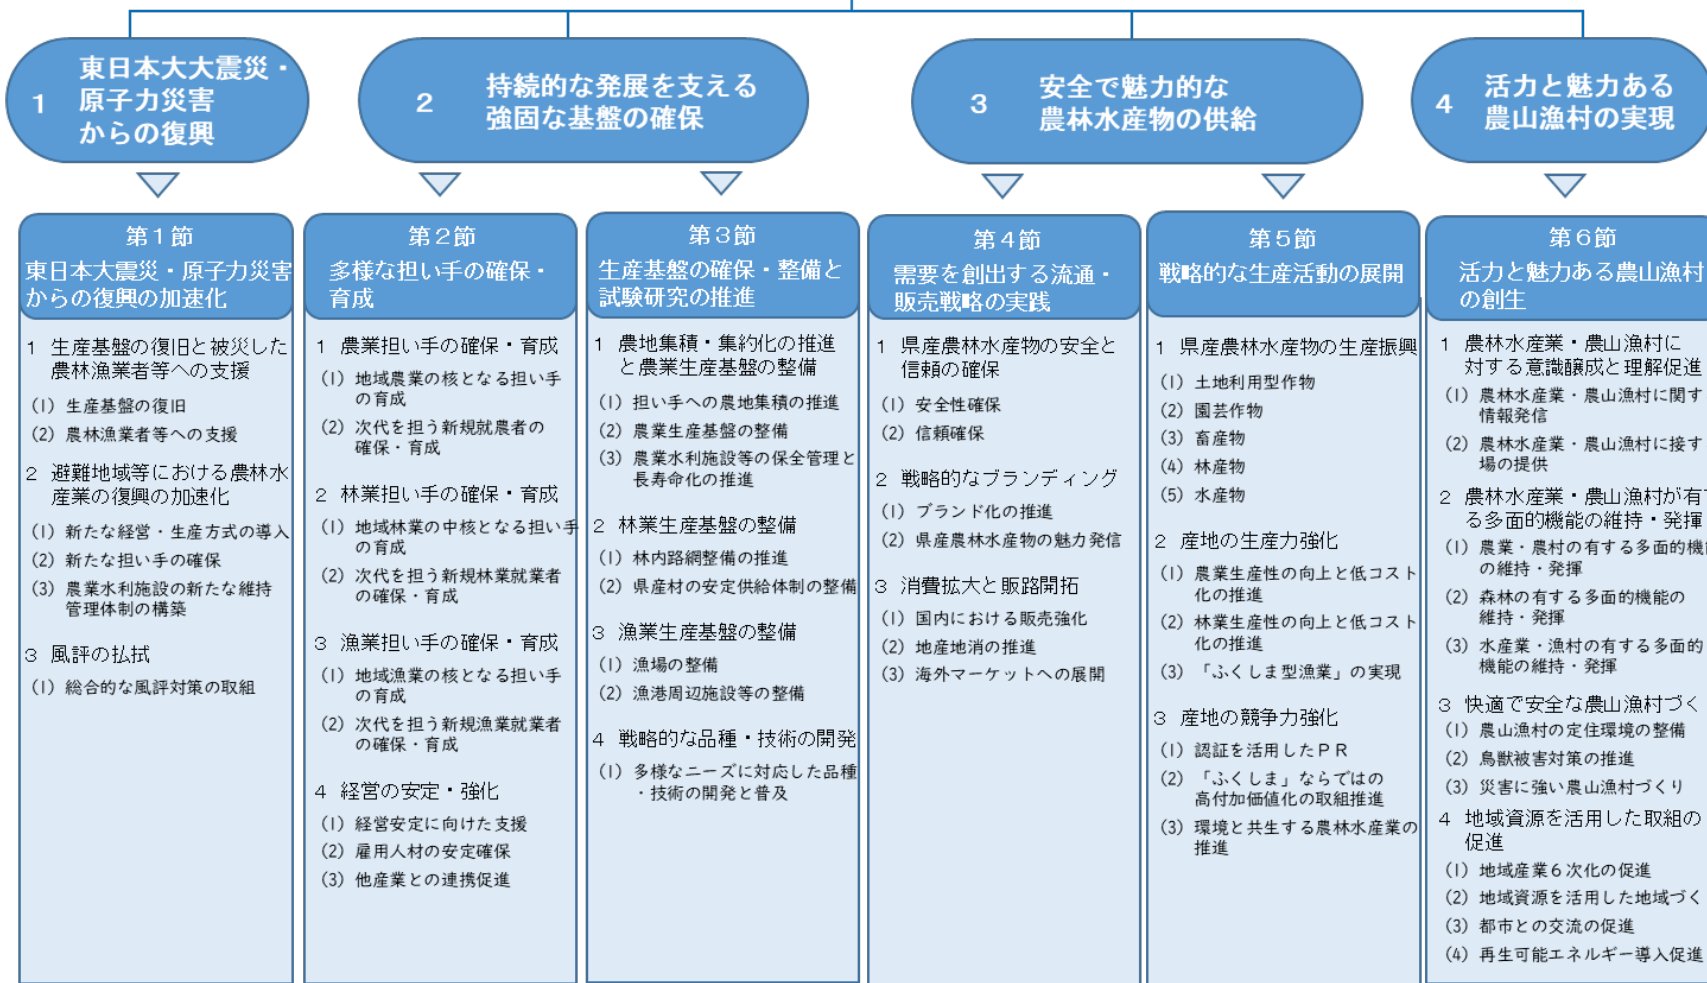 1
東日本大大震災・
原子力災害
からの復興
2
持続的な発展を支える
強固な基盤の確保
3
安全で魅力的な
農林水産物の供給
4
活力と魅力ある
農山漁村の実現
第1節
東日本大震災・原子力災害
からの復興の加速化
1 生産基盤の復旧と被災した
農林漁業者等への支援
(1) 生産基盤の復旧
(2) 農林漁業者等への支援
2 避難地域等における農林水
産業の復興の加速化
(1) 新たな経営・生産方式の導入
(2) 新たな担い手の確保
(3) 農業水利施設の新たな維持
管理体制の構築
3 風評の払拭
(1) 総合的な風評対策の取組
第2節
多様な担い手の確保・
育成
1 農業担い手の確保・育成
(1) 地域農業の核となる担い手
の育成
(2) 次代を担う新規就農者の
確保・育成
2 林業担い手の確保・育成
(1) 地域林業の中核となる担い手
の育成
(2) 次代を担う新規林業就業者
の確保・育成
3 漁業担い手の確保・育成
(1) 地域漁業の核となる担い手
の育成
(2) 次代を担う新規漁業就業者
の確保・育成
4 経営の安定・強化
(1) 経営安定に向けた支援
(2) 雇用人材の安定確保
(3) 他産業との連携促進
第3節
生産基盤の確保・整備と
試験研究の推進
1 農地集積・集約化の推進
と農業生産基盤の整備
(1) 担い手への農地集積の推進
(2) 農業生産基盤の整備
(3) 農業水利施設等の保全管理と
長寿命化の推進
2 林業生産基盤の整備
(1) 林内路網整備の推進
(2) 県産材の安定供給体制の整備
3 漁業生産基盤の整備
(1) 漁場の整備
(2) 漁港周辺施設等の整備
4 戦略的な品種・技術の開発
(1) 多様なニーズに対応した品種
・技術の開発と普及
第4節
需要を創出する流通・
販売戦略の実践
1 県産農林水産物の安全と
信頼の確保
(1) 安全性確保
(2) 信頼確保
2 戦略的なブランディング
(1) ブランド化の推進
(2) 県産農林水産物の魅力発信
3 消費拡大と販路開拓
(1) 国内における販売強化
(2) 地産地消の推進
(3) 海外マーケットへの展開
第5節
戦略的な生産活動の展開
1 県産農林水産物の生産振興
(1) 土地利用型作物
(2) 園芸作物
(3) 畜産物
(4) 林産物
(5) 水産物
2 産地の生産力強化
(1) 農業生産性の向上と低コスト
化の推進
(2) 林業生産性の向上と低コスト
化の推進
(3) 「ふくしま型漁業」の実現
3 産地の競争力強化
(1) 認証を活用したＰＲ
(2) 「ふくしま」ならではの
高付加価値化の取組推進
(3) 環境と共生する農林水産業の
推進
第6節
活力と魅力ある農山漁村
の創生
1 農林水産業・農山漁村に
対する意識醸成と理解促進
(1) 農林水産業・農山漁村に関す
情報発信
(2) 農林水産業・農山漁村に接す
場の提供
2 農林水産業・農山漁村が有
る多面的機能の維持・発揮
(1) 農業・農村の有する多面的機
の維持・発揮
(2) 森林の有する多面的機能の
維持・発揮
(3) 水産業・漁村の有する多面的
機能の維持・発揮
3 快適で安全な農山漁村づく
(1) 農山漁村の定住環境の整備
(2) 鳥獣被害対策の推進
(3) 災害に強い農山漁村づくり
4 地域資源を活用した取組の
促進
(1) 地域産業６次化の促進
(2) 地域資源を活用した地域づく
(3) 都市との交流の促進
(4) 再生可能エネルギー導入促進